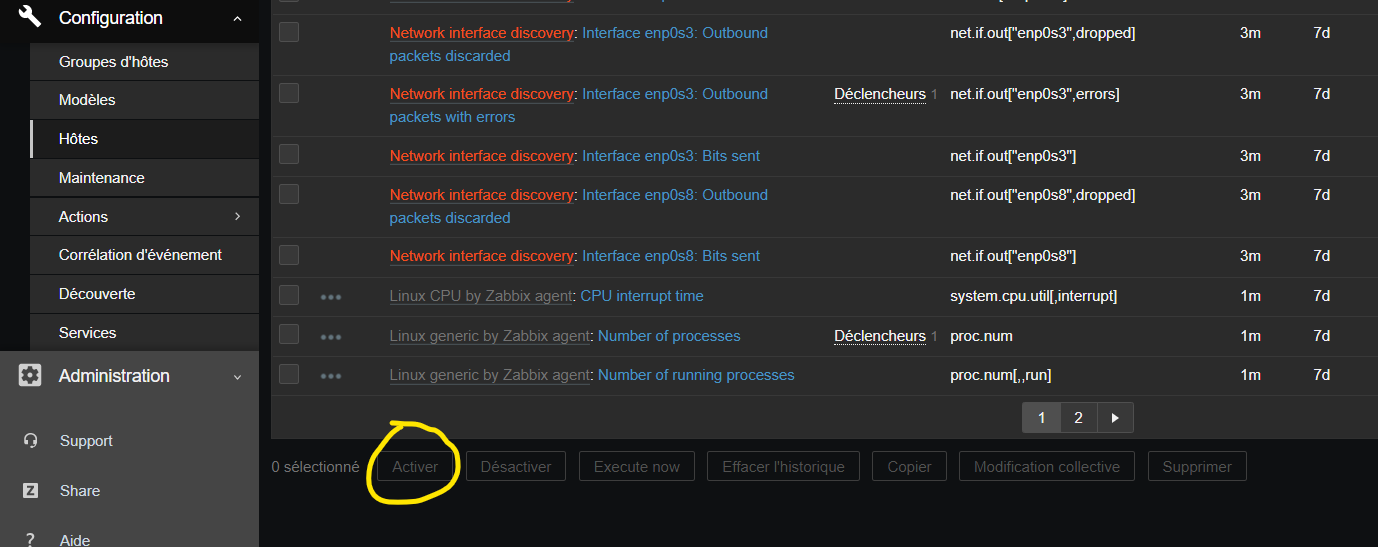 Configuration
Groupes d'hôtes
Modèles
Hôtes
Maintenance
Actions
Corrélation d'événement
Découverte
Services
Administration
Support
Share
Aide
Network interface discovery: Interface enp0s3: Outbound packets discarded net.if.out["enp0s3",dropped] 3m 7d
Network interface discovery: Interface enp0s3: Outbound packets with errors Déclencheurs 1 net.if.out["enp0s3",errors] 3m 7d
Network interface discovery: Interface enp0s3: Bits sent net.if.out["enp0s3"] 3m 7d
Network interface discovery: Interface enp0s8: Outbound packets discarded net.if.out["enp0s8",dropped] 3m 7d
Network interface discovery: Interface enp0s8: Bits sent net.if.out["enp0s8"] 3m 7d
Linux CPU by Zabbix agent: CPU interrupt time system.cpu.util[,interrupt] 1m 7d
Linux generic by Zabbix agent: Number of processes Déclencheurs 1 proc.num 1m 7d
Linux generic by Zabbix agent: Number of running processes proc.num[,,run] 1m 7d
1 2
0 sélectionné Activer Désactiver Execute now Effacer l'historique Copier Modification collective Supprimer